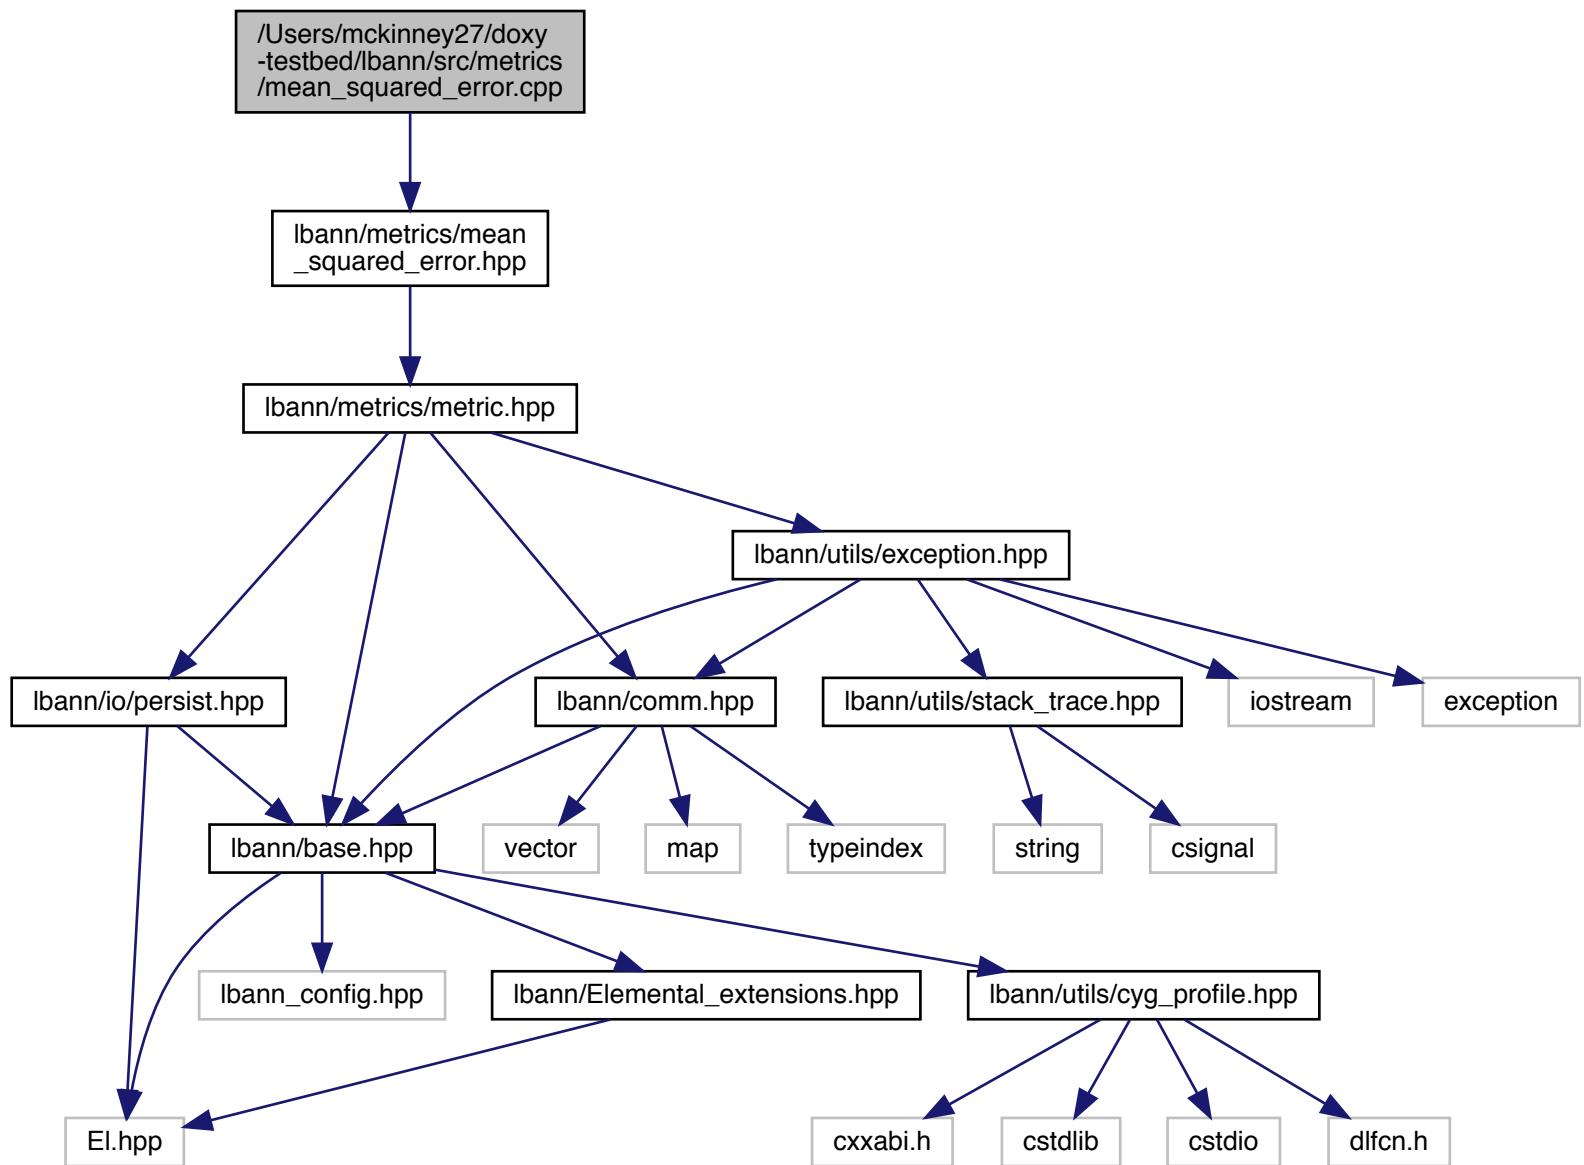 /Users/mckinney27/doxy
-testbed/lbann/src/metrics
/mean_squared_error.cpp
lbann/metrics/mean
_squared_error.hpp
lbann/metrics/metric.hpp
lbann/utils/exception.hpp
lbann/io/persist.hpp
lbann/comm.hpp
lbann/utils/stack_trace.hpp
iostream
exception
lbann/base.hpp
vector
map
typeindex
string
csignal
lbann_config.hpp
lbann/Elemental_extensions.hpp
lbann/utils/cyg_profile.hpp
El.hpp
cxxabi.h
cstdlib
cstdio
dlfcn.h